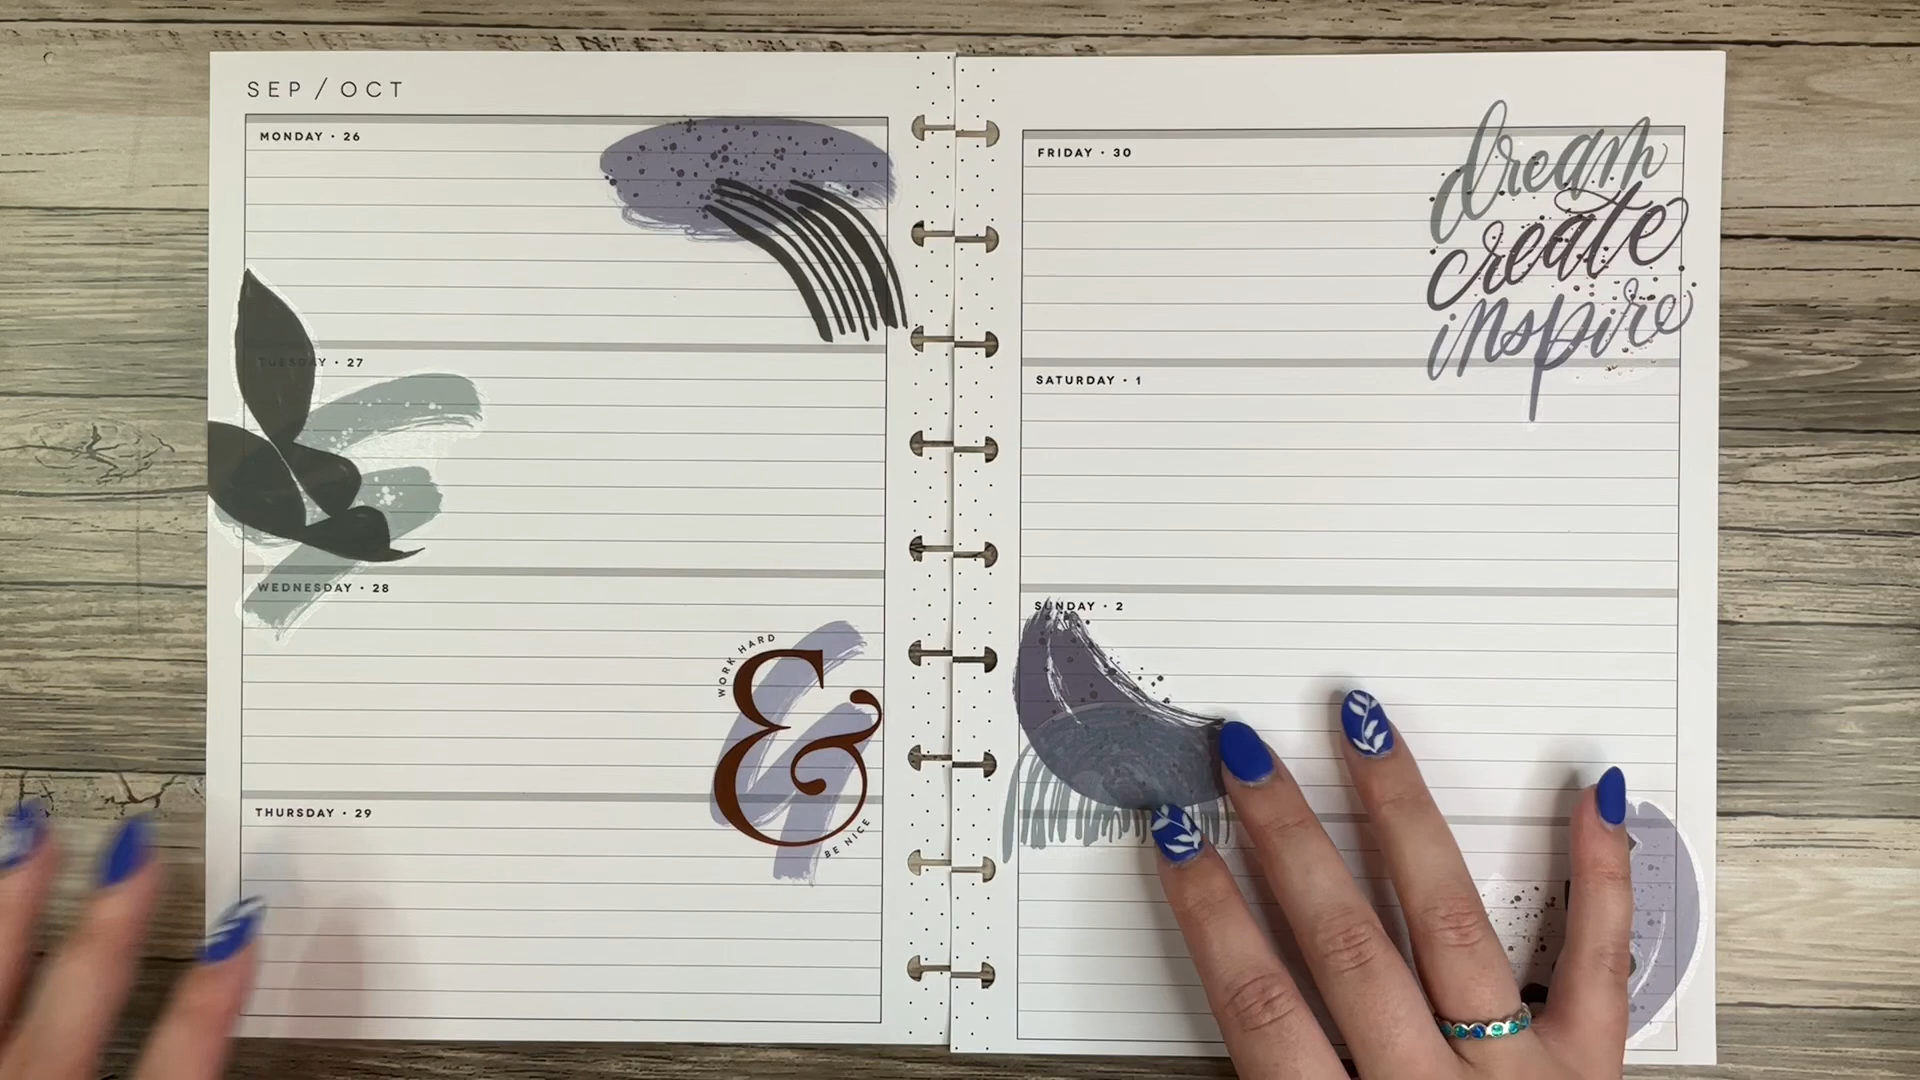 SEP / OCT
MONDAY · 26
TUESDAY · 27
WEDNESDAY · 28
WORK HARD
&
BE NICE
THURSDAY · 29
FRIDAY · 30
dream
create
inspire
SATURDAY · 1
SUNDAY · 2